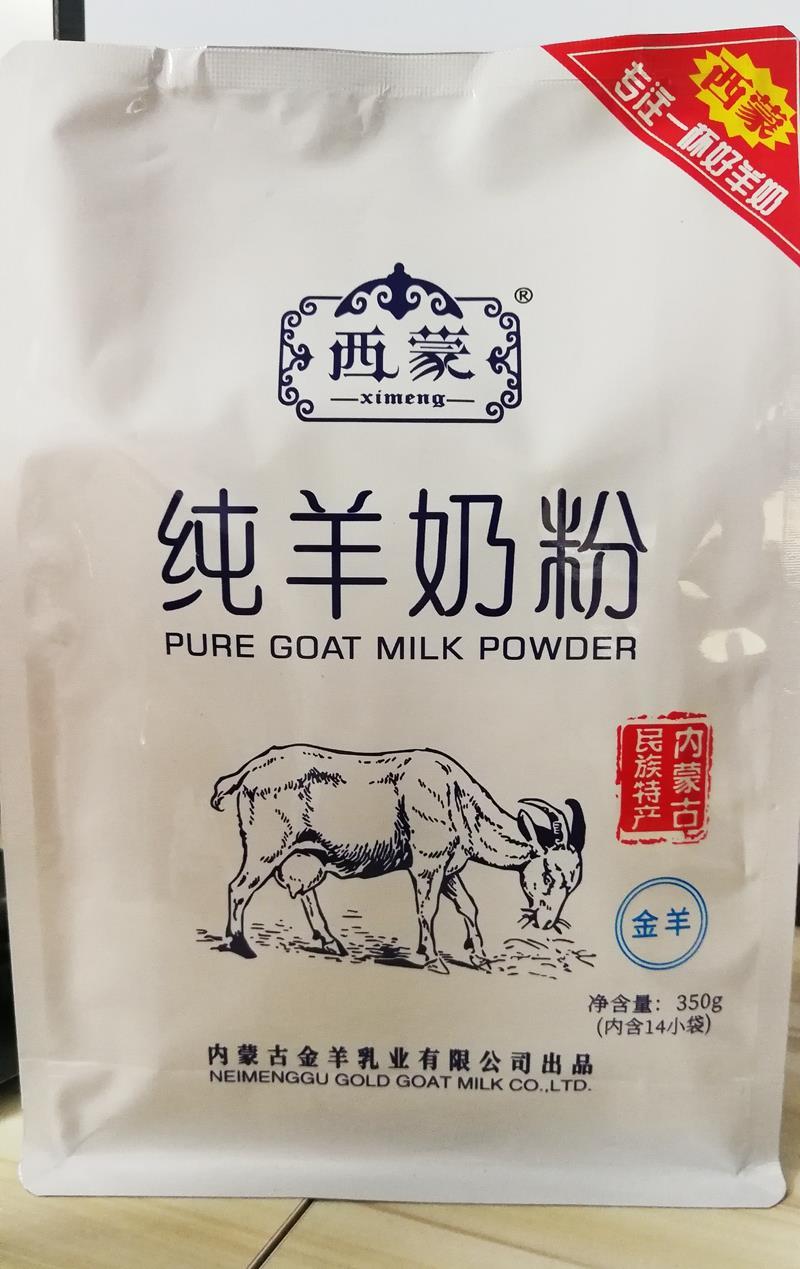 西蒙
专注一杯好羊奶
®
西蒙
ximeng
纯羊奶粉
PURE GOAT MILK POWDER
内蒙古
民族特产
金羊
净含量：350g
(内含14小袋)
内蒙古金羊乳业有限公司出品
NEIMENGGU GOLD GOAT MILK CO.,LTD.